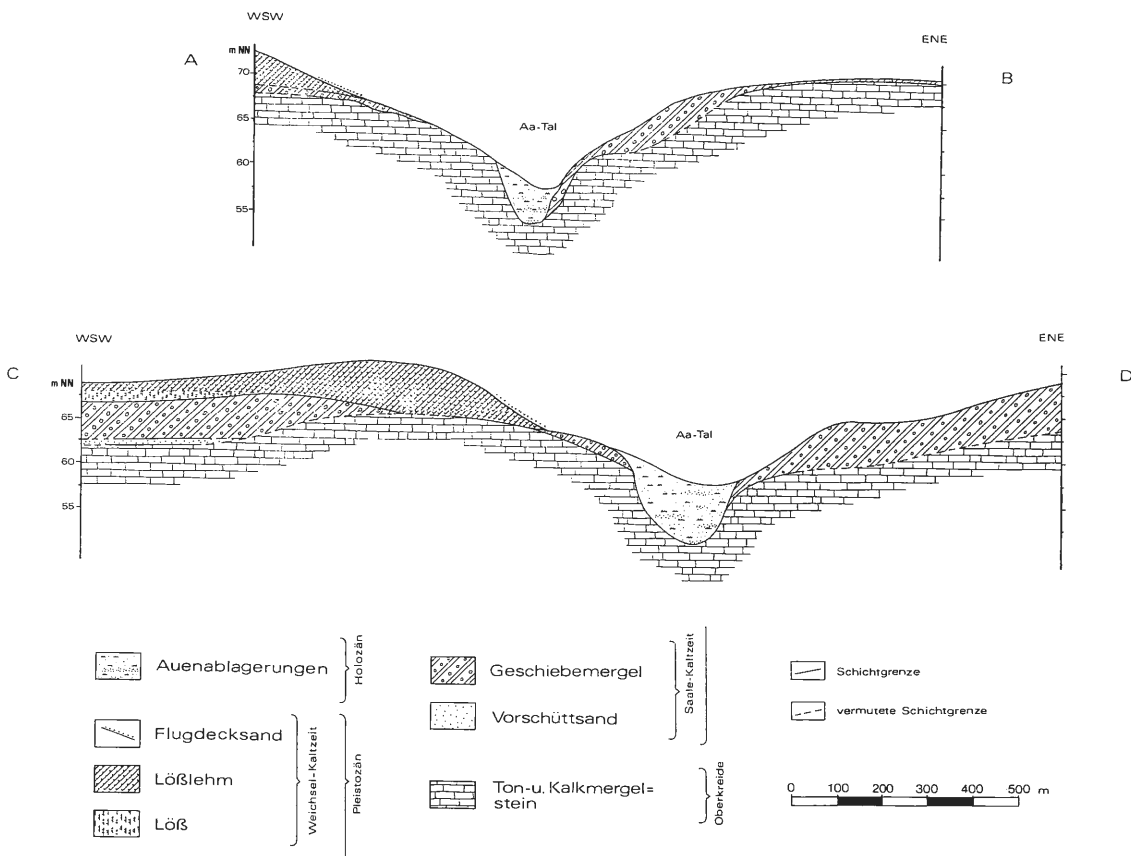 WSW
ENE
A
m NN
B
70
65
60
55
Aa-Tal
WSW
ENE
C
m NN
D
65
60
55
Aa-Tal
Auenablagerungen
Holozän
Flugdecksand
Lößlehm
Löß
Weichsel-Kaltzeit
Pleistozän
Geschiebemergel
Vorschüttsand
Saale-Kaltzeit
Ton-u. Kalkmergel=
stein
Oberkreide
Schichtgrenze
vermutete Schichtgrenze
0 100 200 300 400 500 m